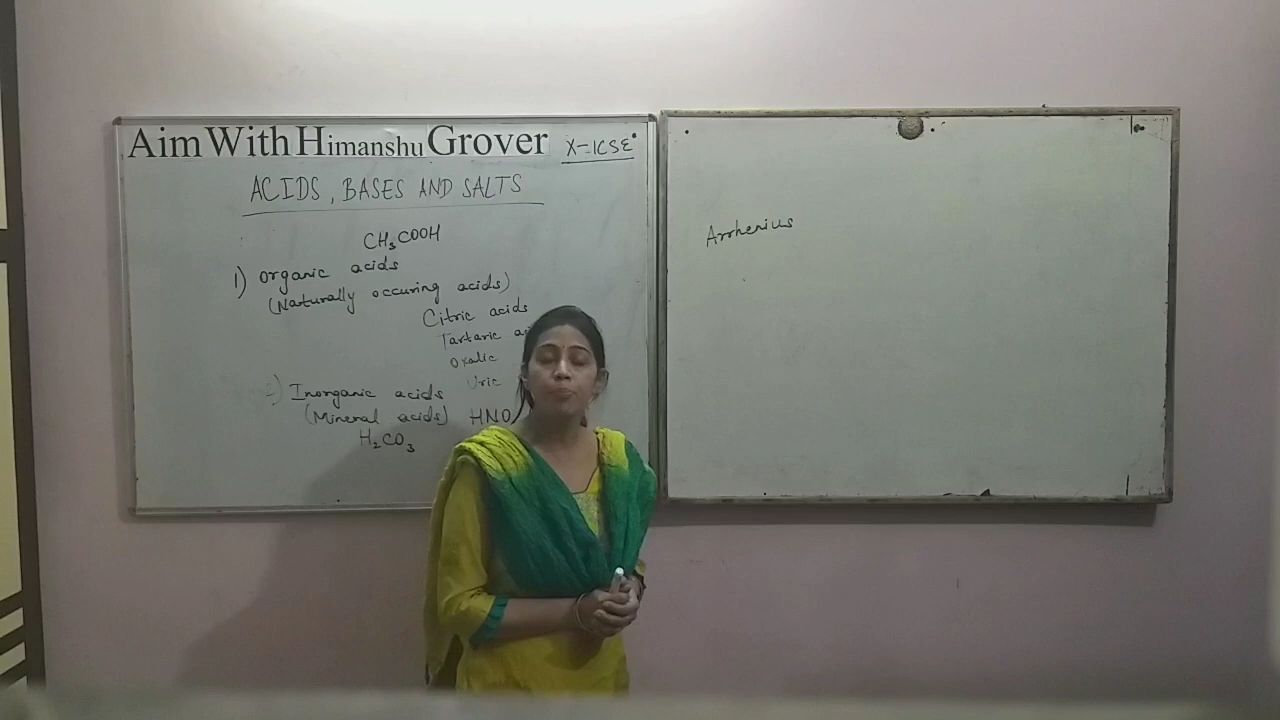 Aim With Himanshu Grover X-ICSE
ACIDS, BASES AND SALTS
CH₃COOH
1) Organic acids
(Naturally occuring acids)
Citric acids
Tartaric
Oxalic
Uric
2) Inorganic acids
(Mineral acids) HNO
H₂CO₃
Arrhenius